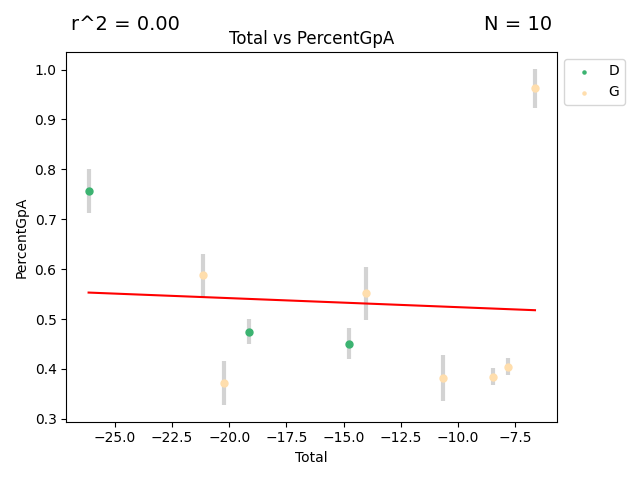 r^2 = 0.00
N = 10
Total vs PercentGpA
D
G
PercentGpA
1.0
0.9
0.8
0.7
0.6
0.5
0.4
0.3
−25.0 −22.5 −20.0 −17.5 −15.0 −12.5 −10.0 −7.5
Total